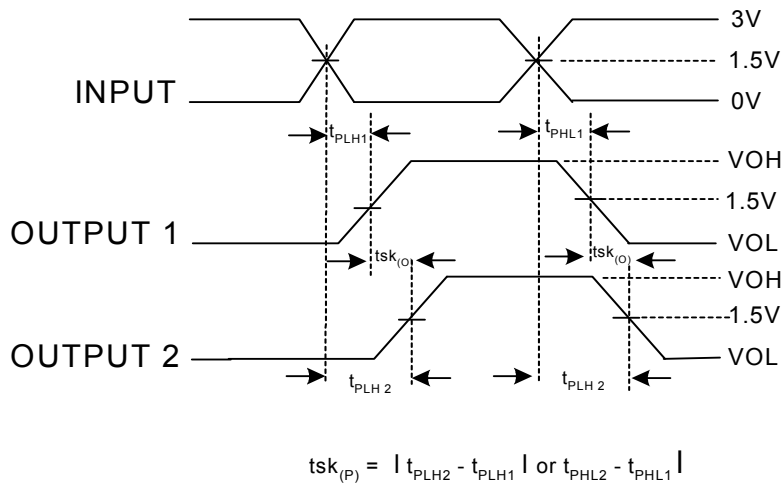 3V
1.5V
INPUT
0V
tPLH1
tPHL1
VOH
1.5V
OUTPUT 1
VOL
tsk(O)
tsk(O)
VOH
1.5V
OUTPUT 2
VOL
tPLH 2
tPLH 2
tsk(P) = | tPLH2 - tPLH1 | or tPHL2 - tPHL1 |